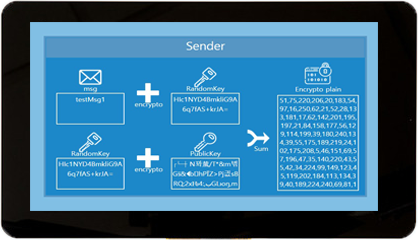 Sender
msg
testMsg1
encrypto
RandomKey
Hlc1NYD4BmkliG9A
6q7fAS+krJA=
RandomKey
Hlc1NYD4BmkliG9A
6q7fAS+krJA=
encrypto
PublicKey
Sum
Encrypto plain
51,75,220,206,20,183,54,
97,16,250,62,21,52,28,13
3,181,17,62,142,201,195,
197,21,84,158,177,56,12
9,114,199,39,180,240,13
4,39,55,175,189,219,24,1
02,175,208,5,46,151,69,5
7,196,47,35,140,220,43,5
5,42,34,224,99,149,123,4
5,119,202,184,113,134,3
9,40,189,224,240,69,81,1